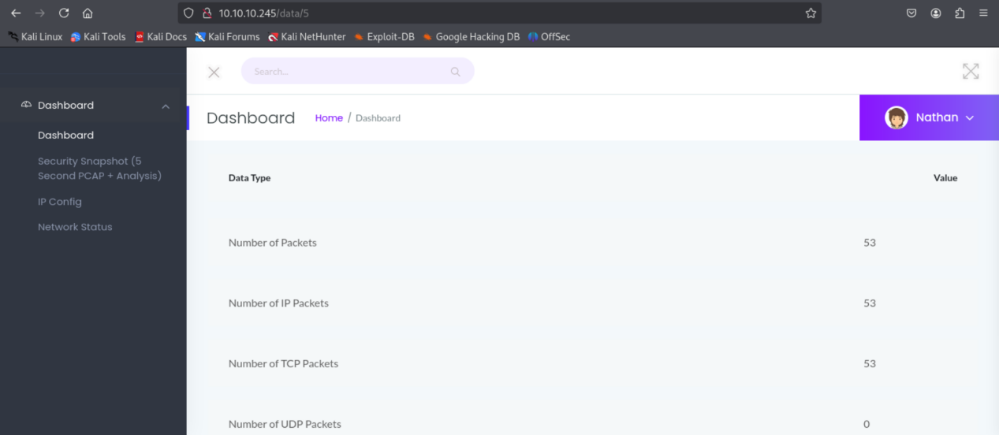 10.10.10.245/data/5
Kali Linux Kali Tools Kali Docs Kali Forums Kali NetHunter Exploit-DB Google Hacking DB OffSec
Search...
Dashboard
Dashboard
Security Snapshot (5
Second PCAP + Analysis)
IP Config
Network Status
Dashboard Home / Dashboard
Nathan
Data Type Value
Number of Packets 53
Number of IP Packets 53
Number of TCP Packets 53
Number of UDP Packets 0